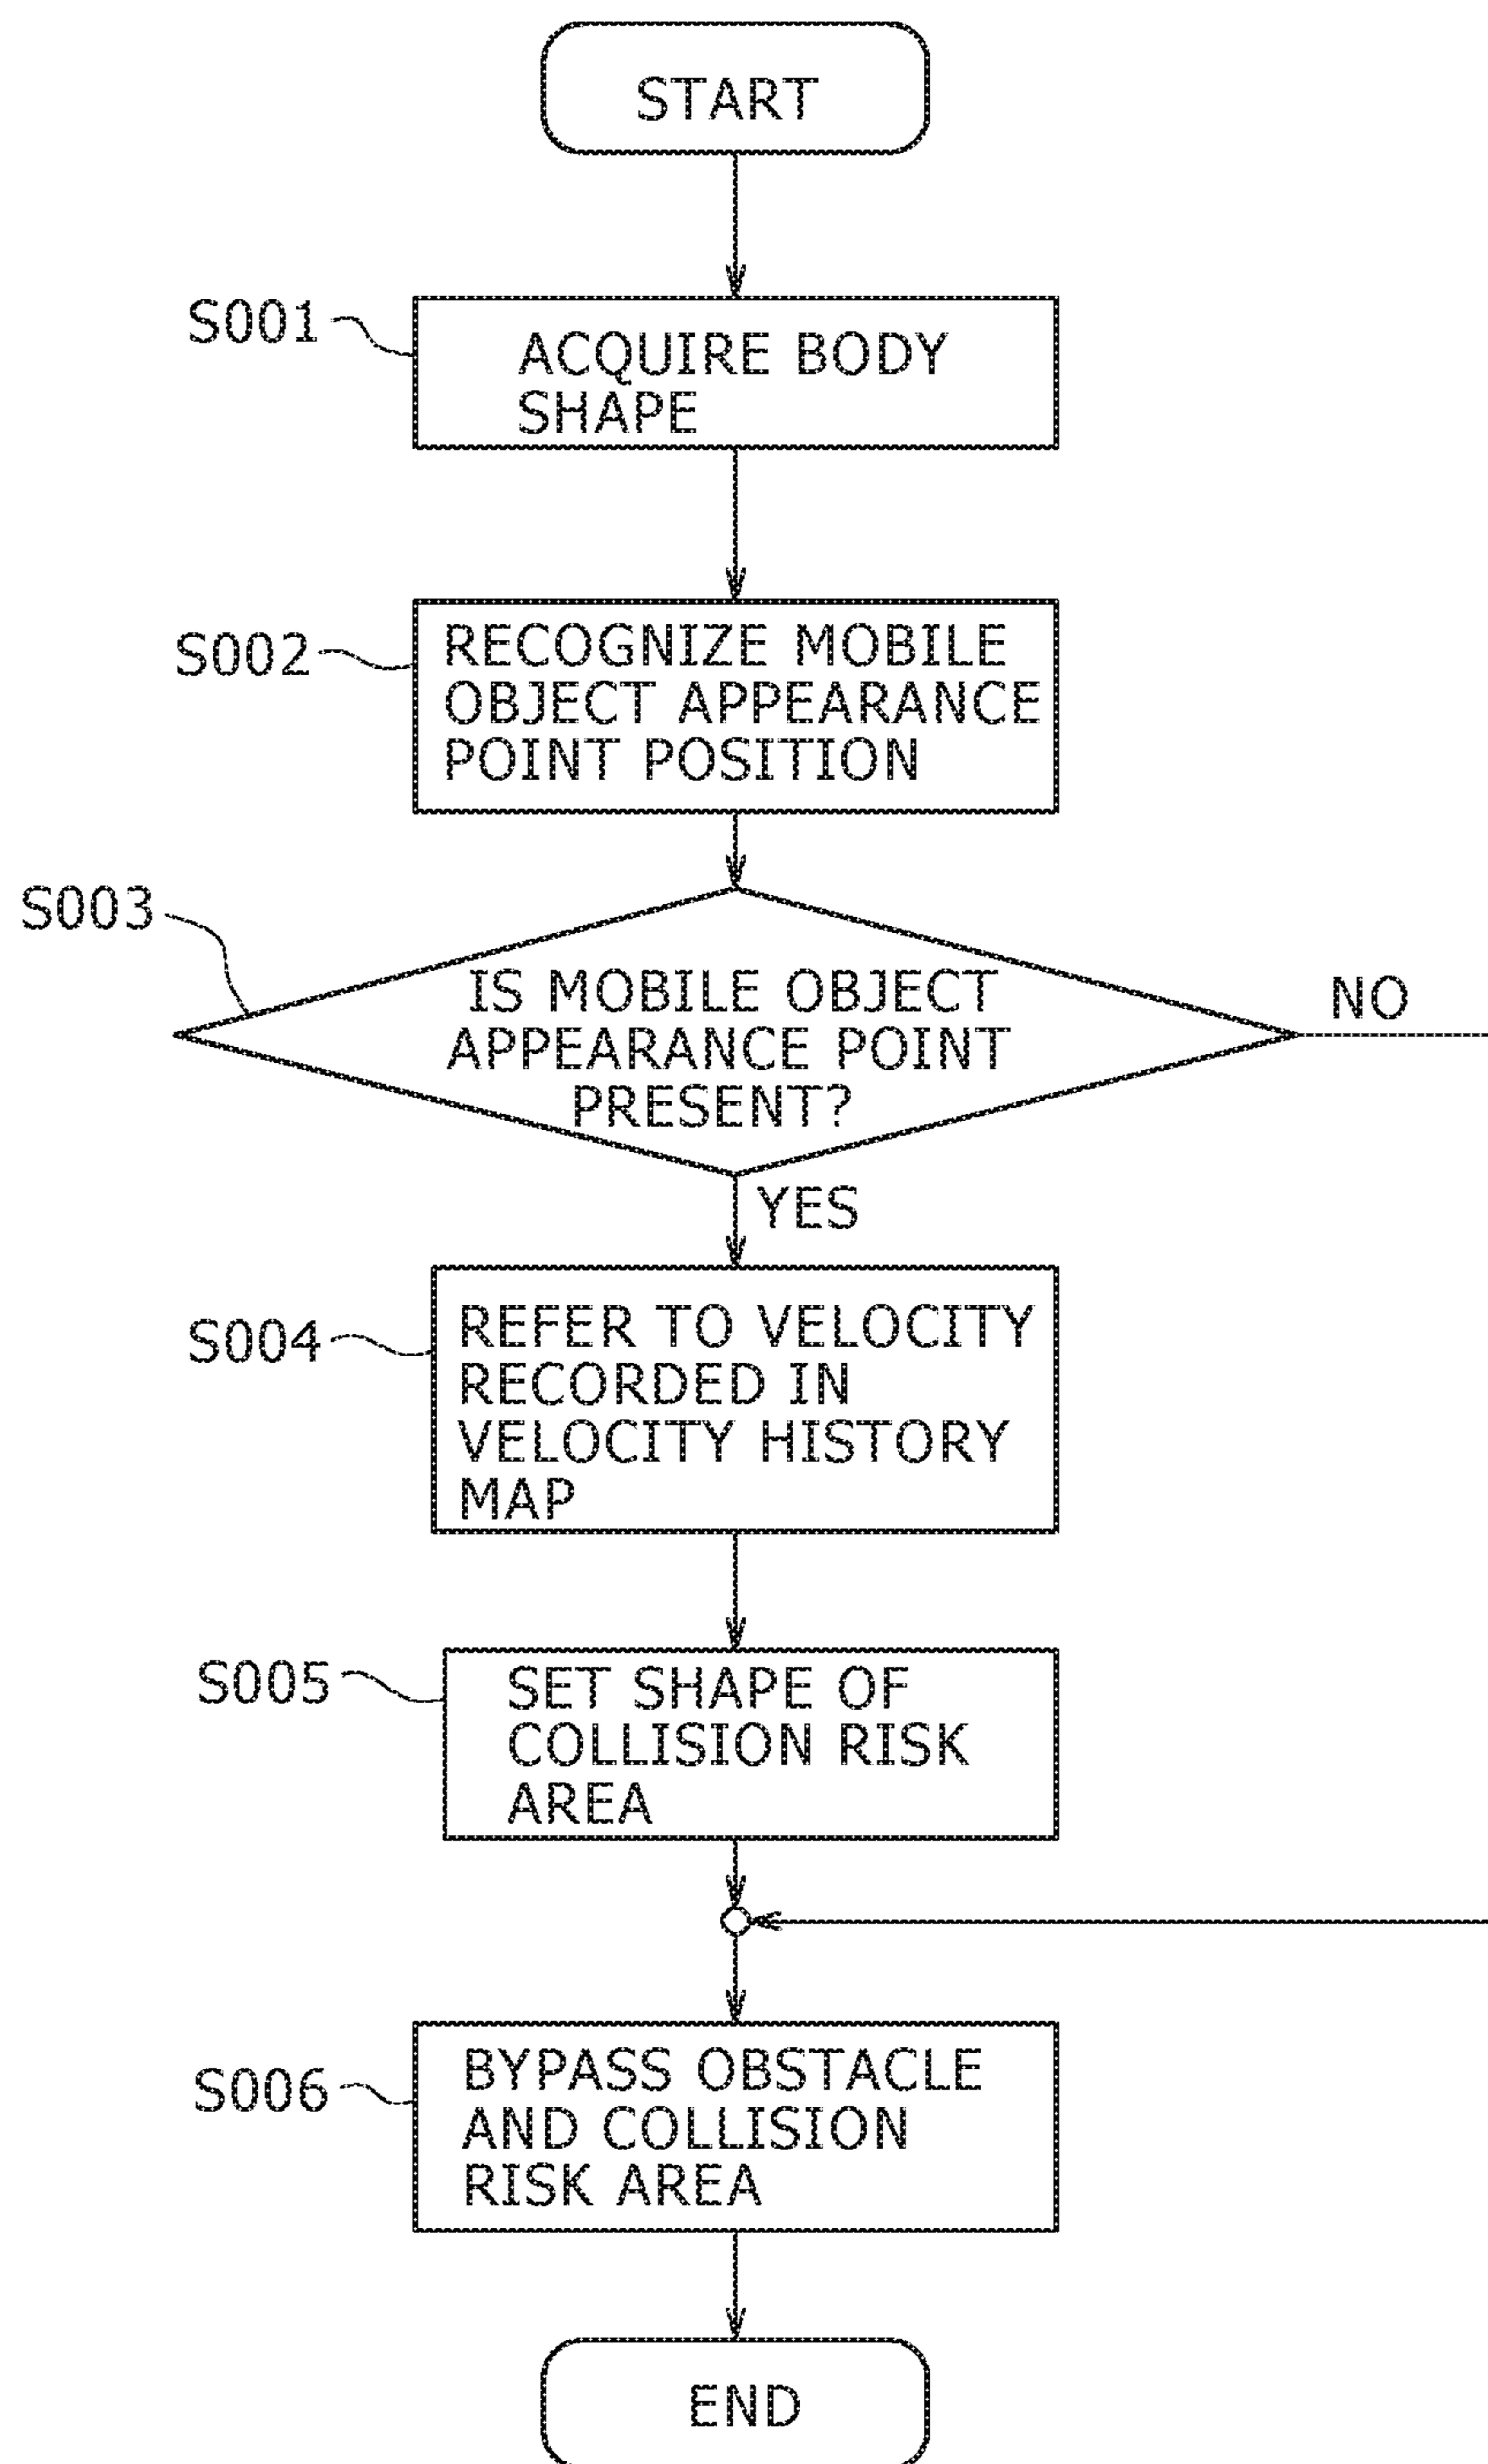 START
S001
ACQUIRE BODY
SHAPE
S002
RECOGNIZE MOBILE
OBJECT APPEARANCE
POINT POSITION
S003
IS MOBILE OBJECT
APPEARANCE POINT
PRESENT?
NO
YES
S004
REFER TO VELOCITY
RECORDED IN
VELOCITY HISTORY
MAP
S005
SET SHAPE OF
COLLISION RISK
AREA
S006
BYPASS OBSTACLE
AND COLLISION
RISK AREA
END